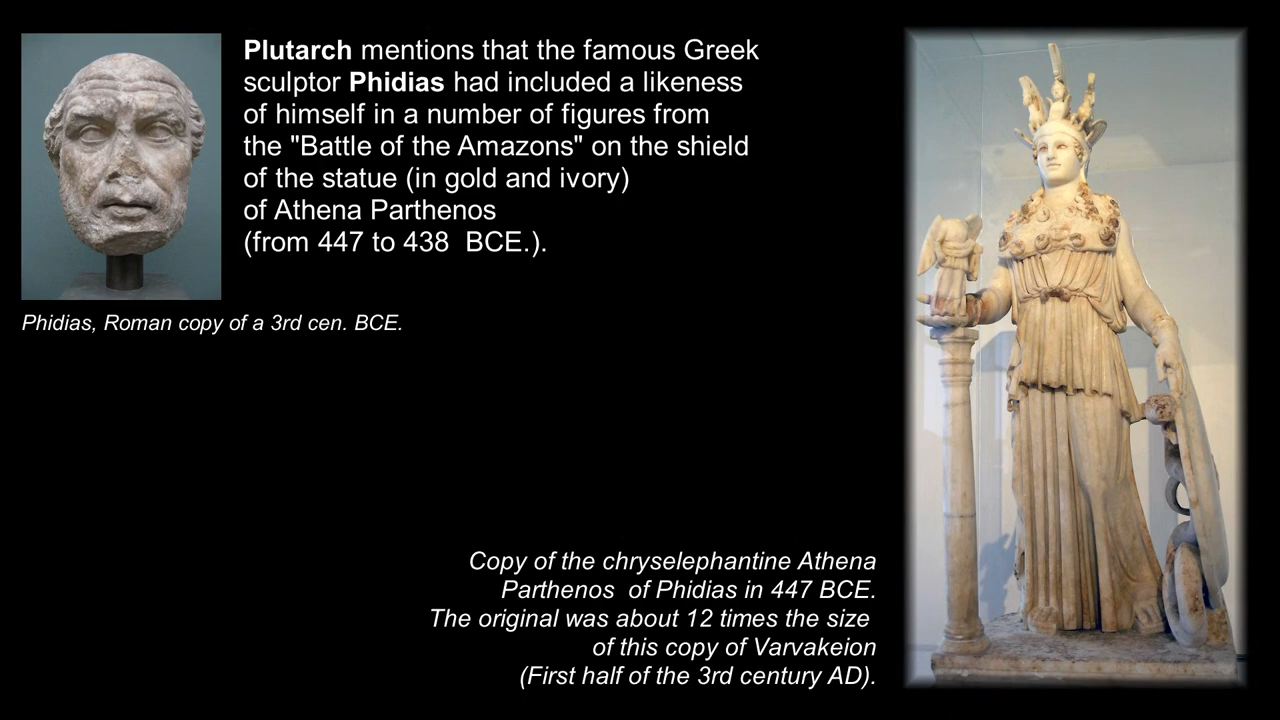 Plutarch mentions that the famous Greek
sculptor Phidias had included a likeness
of himself in a number of figures from
the "Battle of the Amazons" on the shield
of the statue (in gold and ivory)
of Athena Parthenos
(from 447 to 438  BCE.).
Phidias, Roman copy of a 3rd cen. BCE.
Copy of the chryselephantine Athena
Parthenos  of Phidias in 447 BCE.
The original was about 12 times the size
of this copy of Varvakeion
(First half of the 3rd century AD).